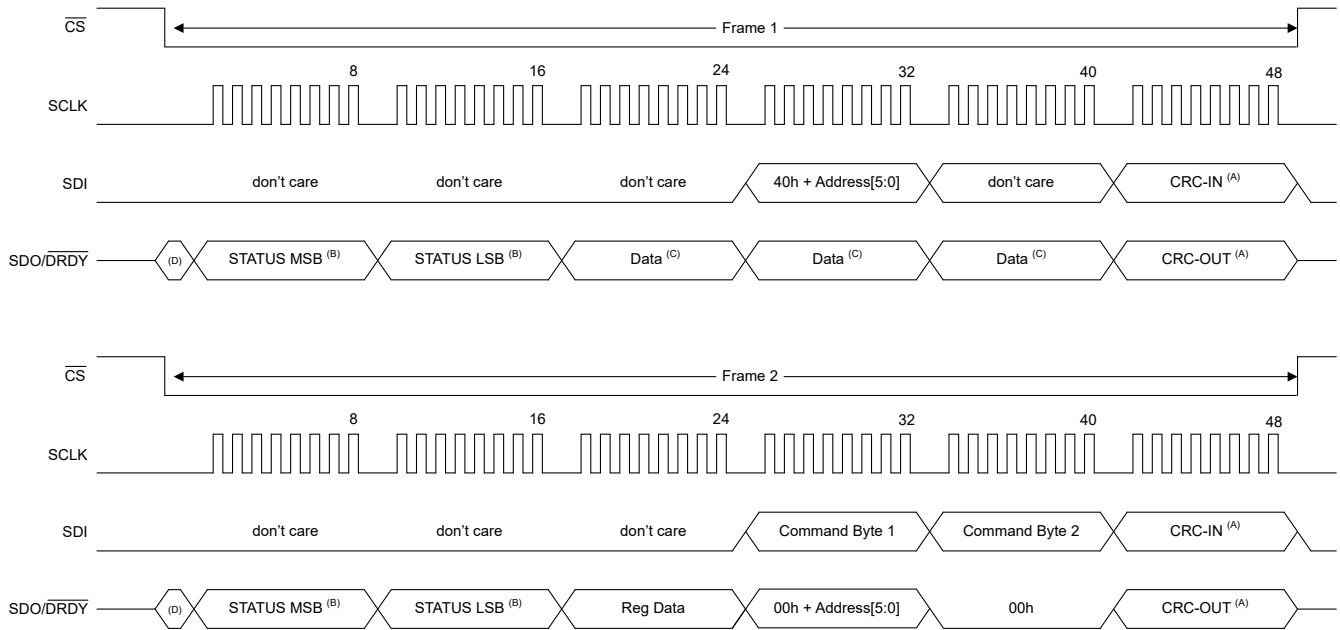 CS
Frame 1
8 16 24 32 40 48
SCLK
SDI don't care don't care don't care 40h + Address[5:0] don't care CRC-IN (A)
SDO/DRDY (D) STATUS MSB (B) STATUS LSB (B) Data (C) Data (C) Data (C) CRC-OUT (A)
CS
Frame 2
8 16 24 32 40 48
SCLK
SDI don't care don't care don't care Command Byte 1 Command Byte 2 CRC-IN (A)
SDO/DRDY (D) STATUS MSB (B) STATUS LSB (B) Reg Data 00h + Address[5:0] 00h CRC-OUT (A)